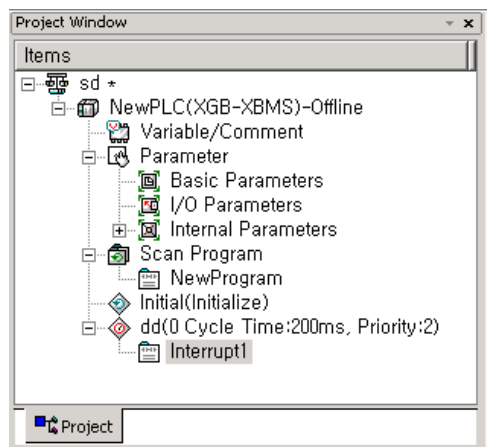 Project Window
Items
sd *
NewPLC(XGB-XBMS)-Offline
Variable/Comment
Parameter
Basic Parameters
I/O Parameters
Internal Parameters
Scan Program
NewProgram
Initial(Initialize)
dd(0 Cycle Time:200ms, Priority:2)
Interrupt1
Project